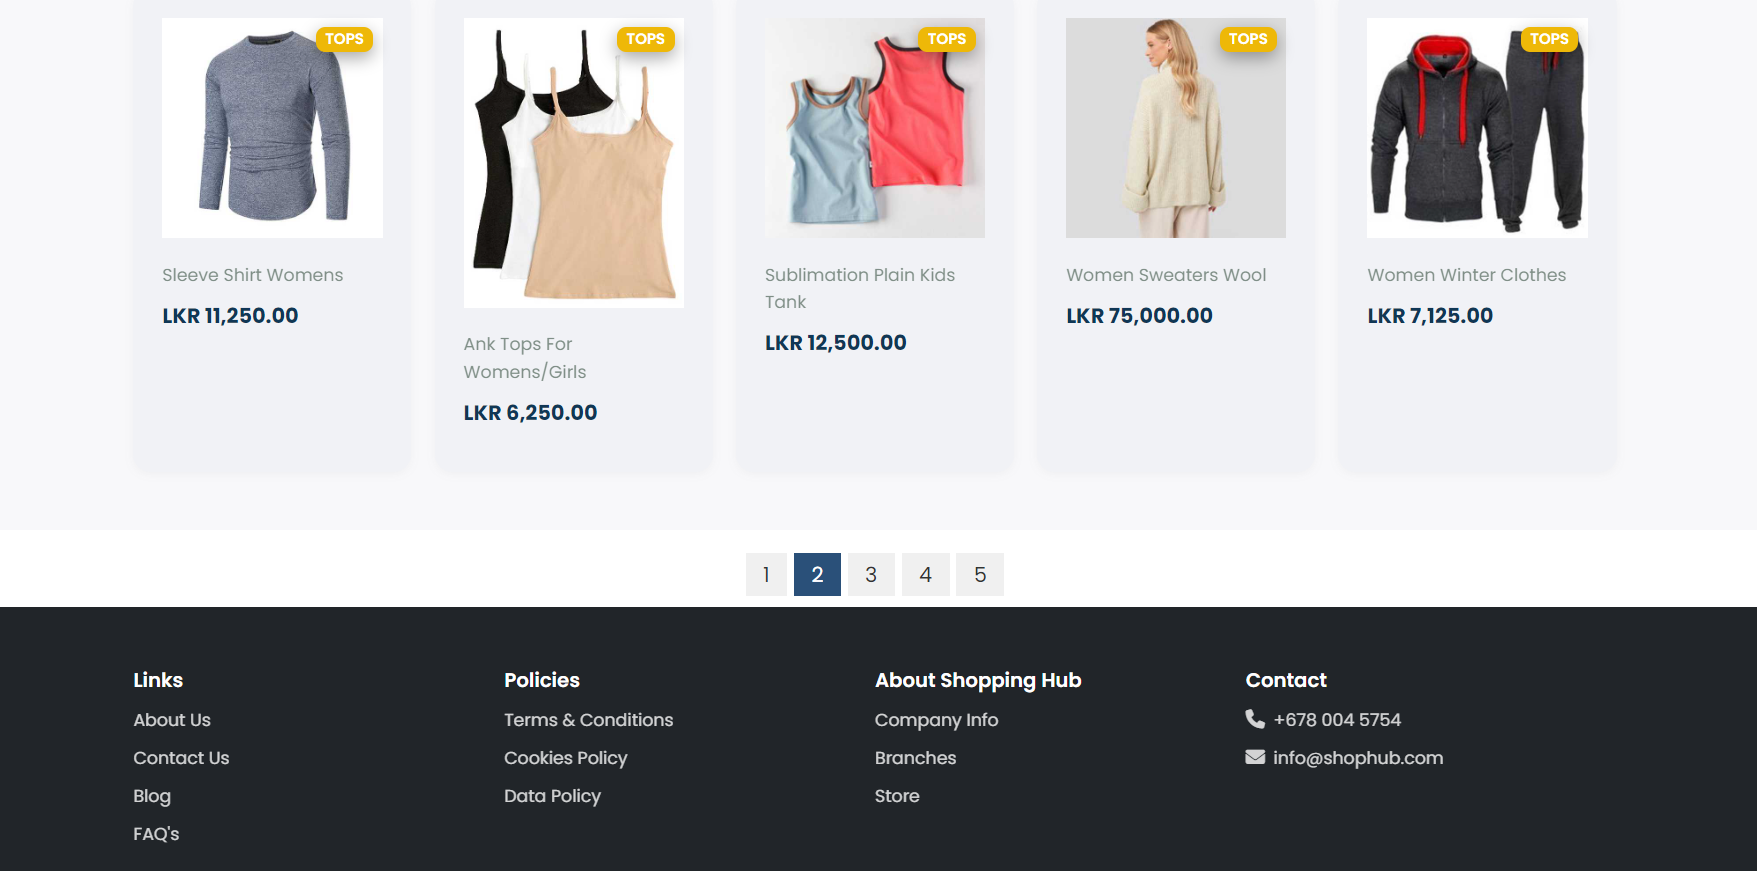 TOPS
TOPS
TOPS
TOPS
TOPS
Sleeve Shirt Womens
LKR 11,250.00
Ank Tops For
Womens/Girls
LKR 6,250.00
Sublimation Plain Kids
Tank
LKR 12,500.00
Women Sweaters Wool
LKR 75,000.00
Women Winter Clothes
LKR 7,125.00
1 2 3 4 5
Links
About Us
Contact Us
Blog
FAQ's
Policies
Terms & Conditions
Cookies Policy
Data Policy
About Shopping Hub
Company Info
Branches
Store
Contact
+678 004 5754
info@shophub.com